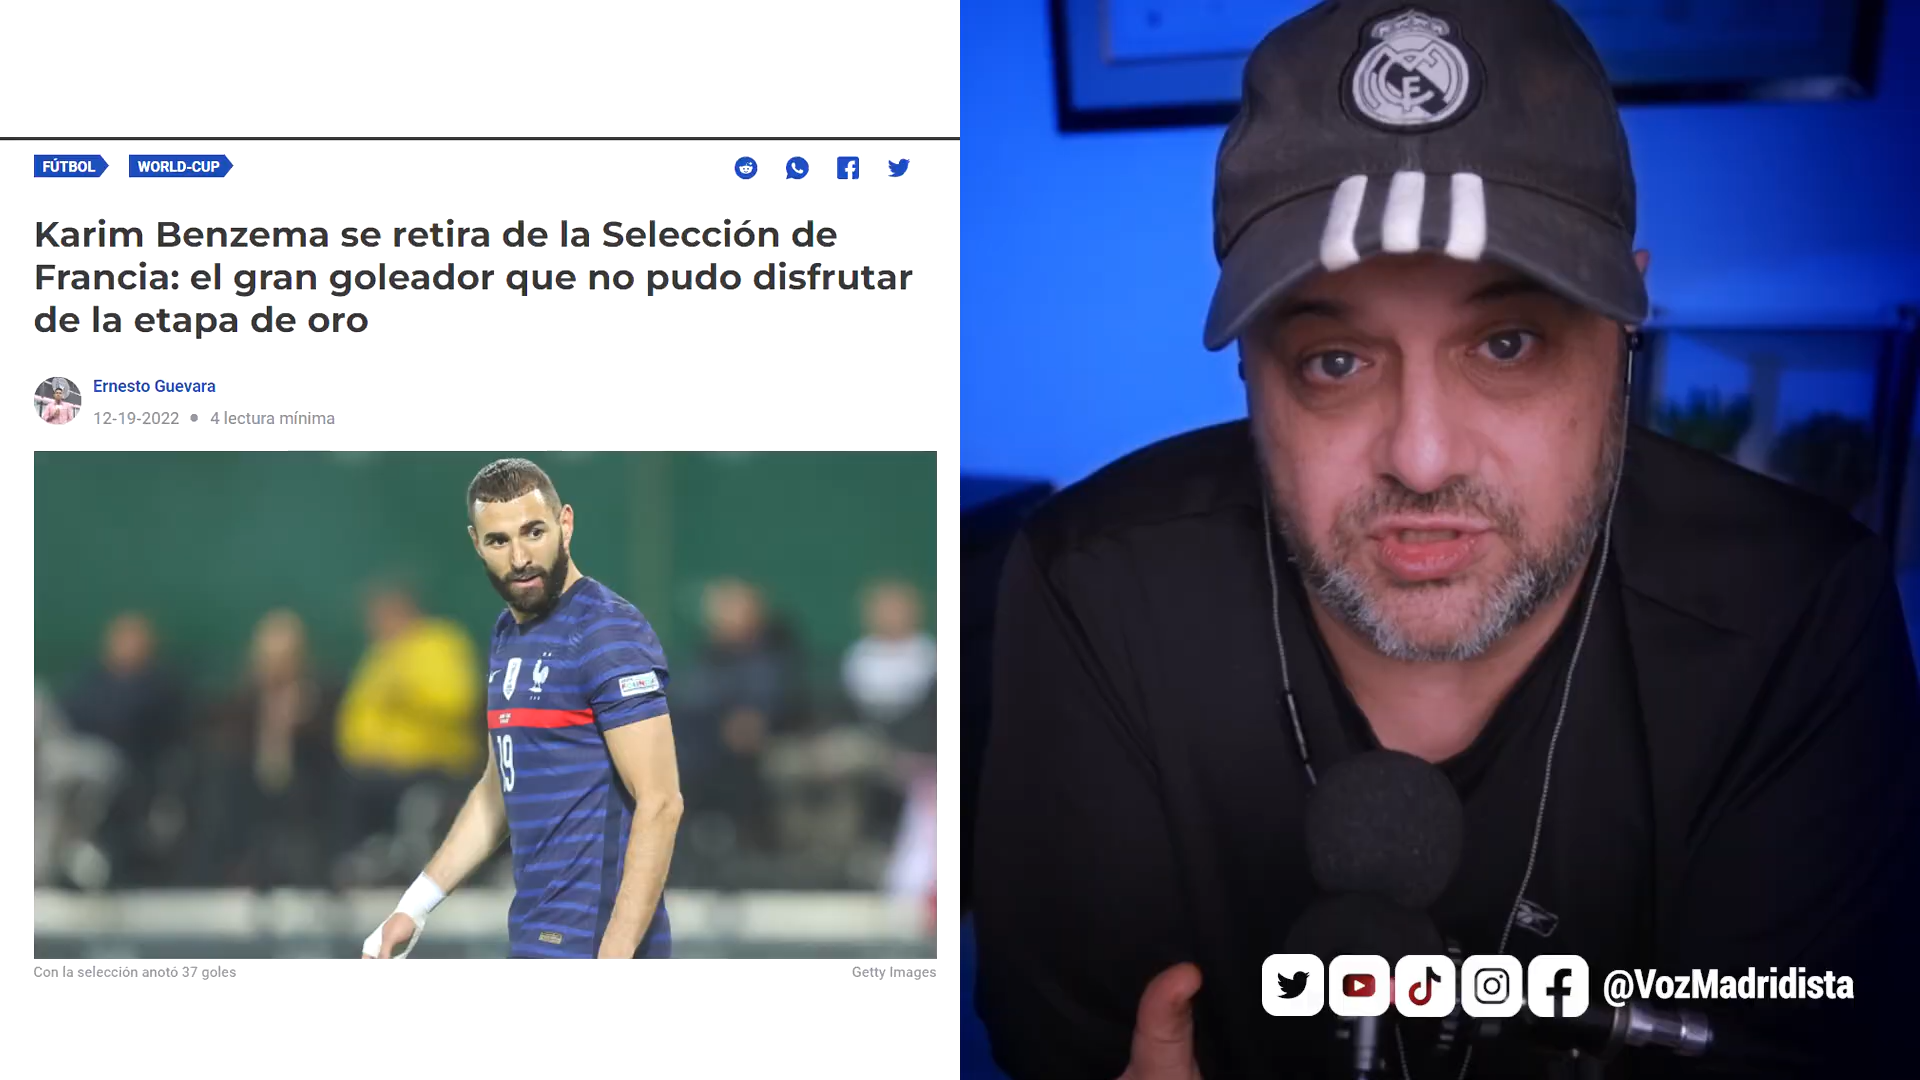 FÚTBOL
WORLD-CUP
Karim Benzema se retira de la Selección de
Francia: el gran goleador que no pudo disfrutar
de la etapa de oro
Ernesto Guevara
12-19-2022 • 4 lectura mínima
19
Con la selección anotó 37 goles
Getty Images
@VozMadridista